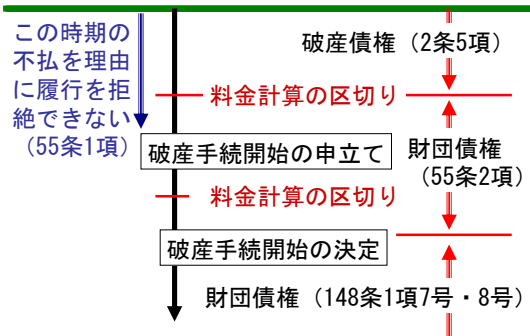 この時期の
不払を理由
に履行を拒
絶できない
(55条1項)
破産債権(2条5項)
料金計算の区切り
破産手続開始の申立て
財団債権
(55条2項)
料金計算の区切り
破産手続開始の決定
財団債権(148条1項7号・8号)